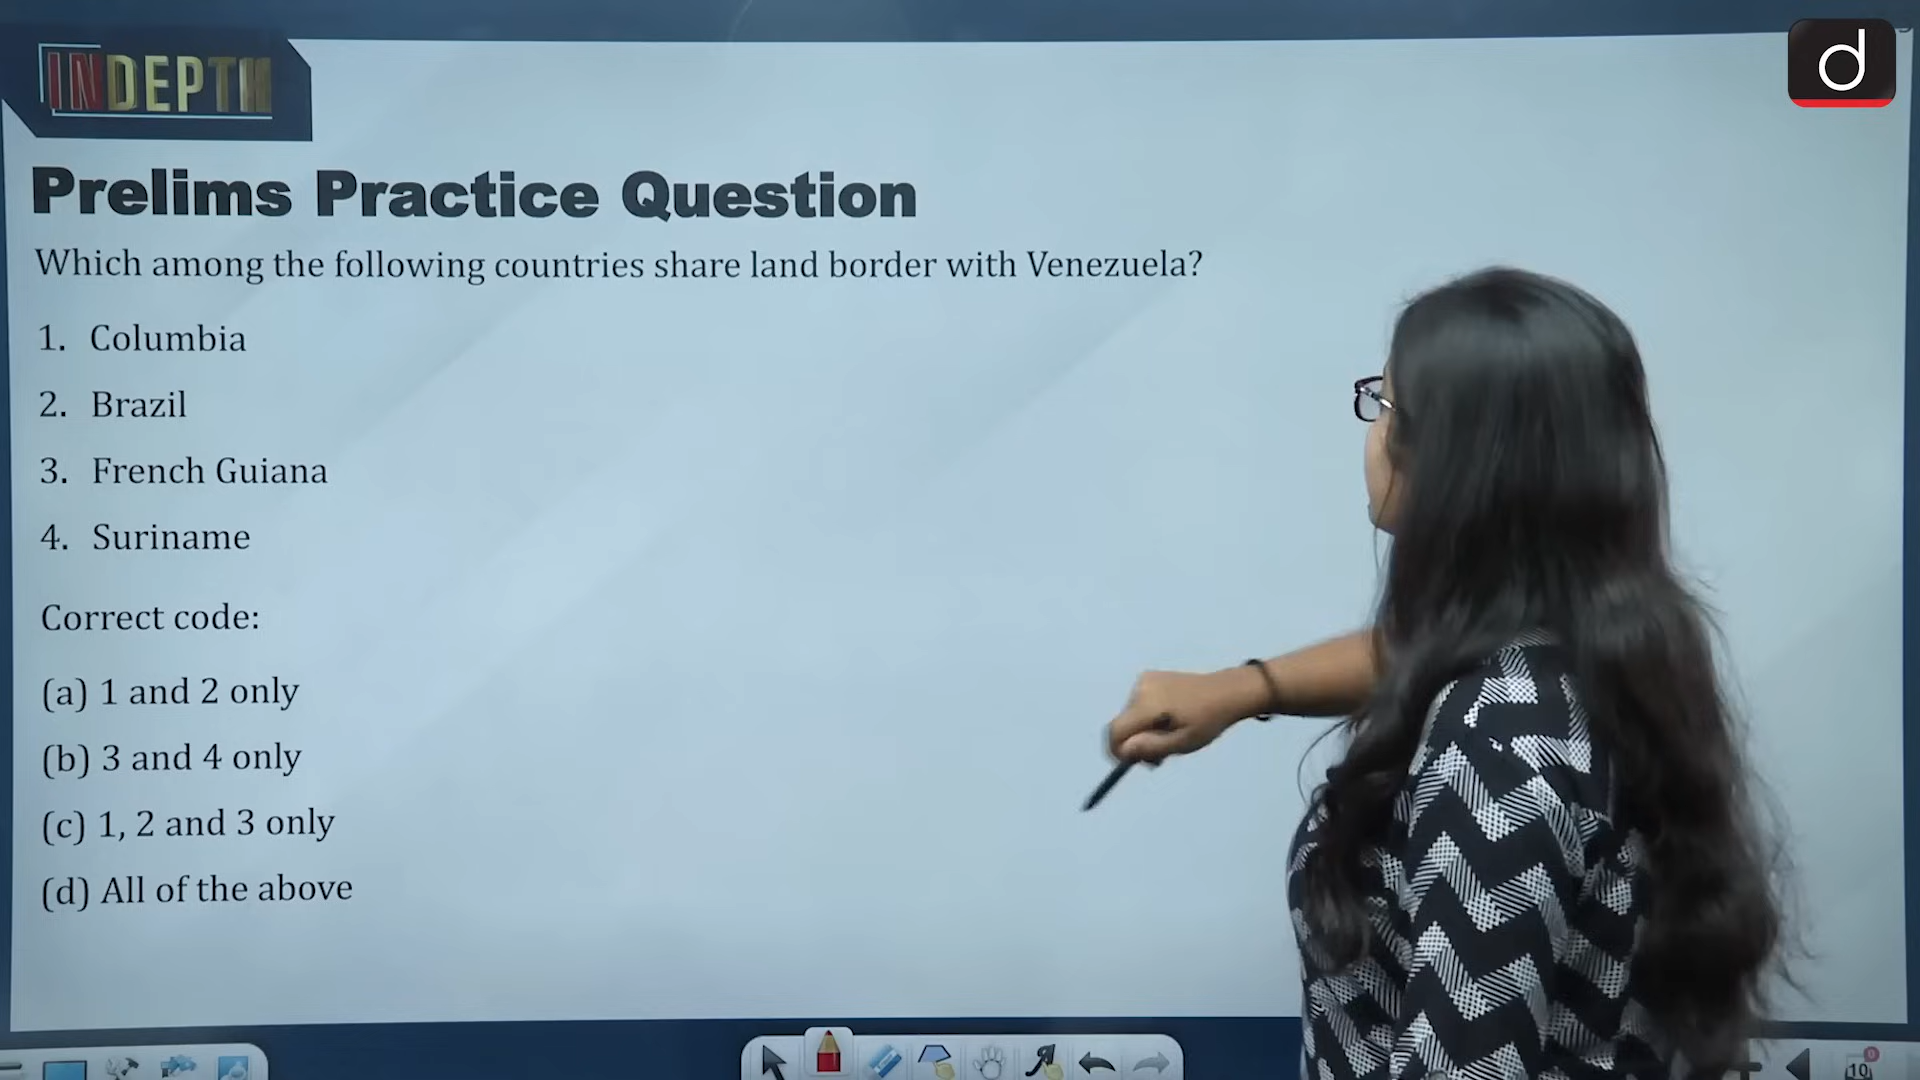 INDEPTH
d
Prelims Practice Question
Which among the following countries share land border with Venezuela?
1. Columbia
2. Brazil
3. French Guiana
4. Suriname
Correct code:
(a) 1 and 2 only
(b) 3 and 4 only
(c) 1, 2 and 3 only
(d) All of the above
10